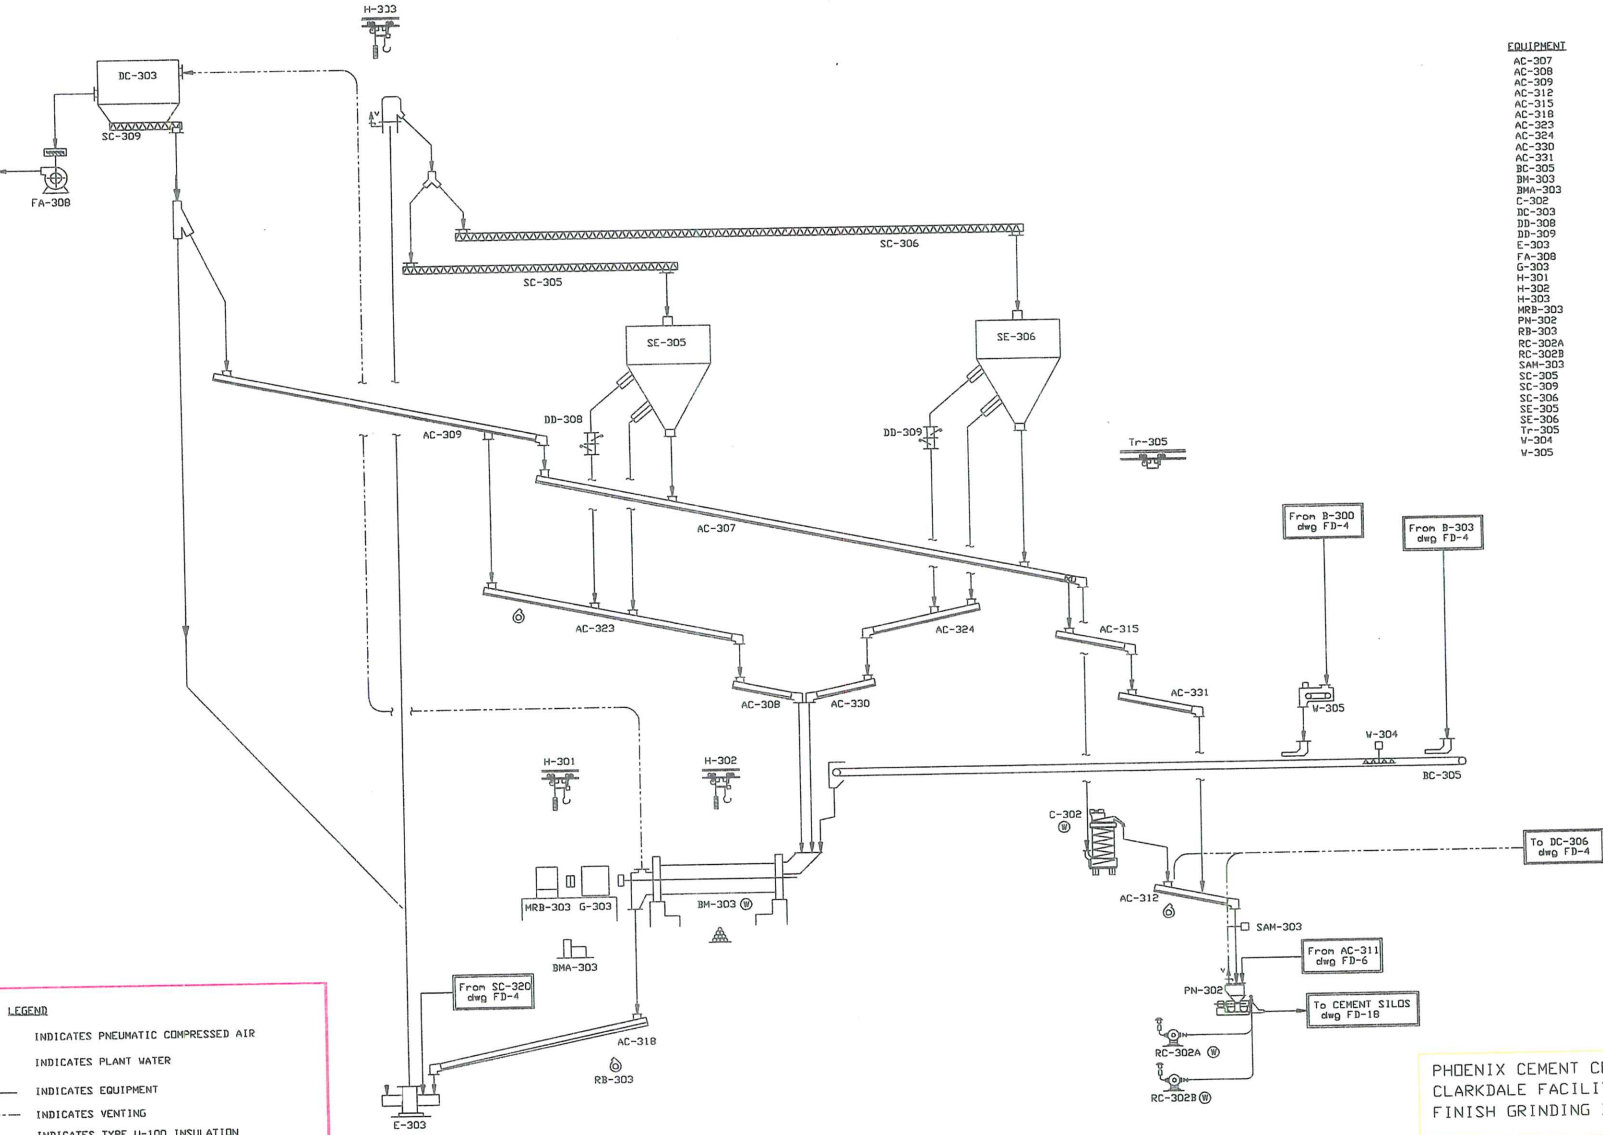 H-303
DC-303
SC-309
FA-308
V
SC-306
SC-305
SE-305
SE-306
DD-308
DD-309
AC-309
Tr-305
AC-307
From B-300
dwg FD-4
From B-303
dwg FD-4
AC-323
AC-324
AC-315
AC-308
AC-330
AC-331
W-305
W-304
BC-305
H-301
H-302
C-302
W
To DC-306
dwg FD-4
MRB-303
G-303
BM-303
W
AC-312
SAM-303
BMA-303
From AC-311
dwg FD-6
From SC-320
dwg FD-4
V
PN-302
To CEMENT SILOS
dwg FD-18
AC-318
RC-302A
W
RB-303
RC-302B
W
E-303
EQUIPMENT
AC-307
AC-308
AC-309
AC-312
AC-315
AC-318
AC-323
AC-324
AC-330
AC-331
BC-305
BM-303
BMA-303
C-302
DC-303
DD-308
DD-309
E-303
FA-308
G-303
H-301
H-302
H-303
MRB-303
PN-302
RB-303
RC-302A
RC-302B
SAM-303
SC-305
SC-309
SC-306
SE-305
SE-306
Tr-305
W-304
W-305
LEGEND
INDICATES PNEUMATIC COMPRESSED AIR
INDICATES PLANT WATER
INDICATES EQUIPMENT
INDICATES VENTING
INDICATES TYPE U-100 INSULATION
PHOENIX CEMENT
CLARKDALE
FINISH GRINDING